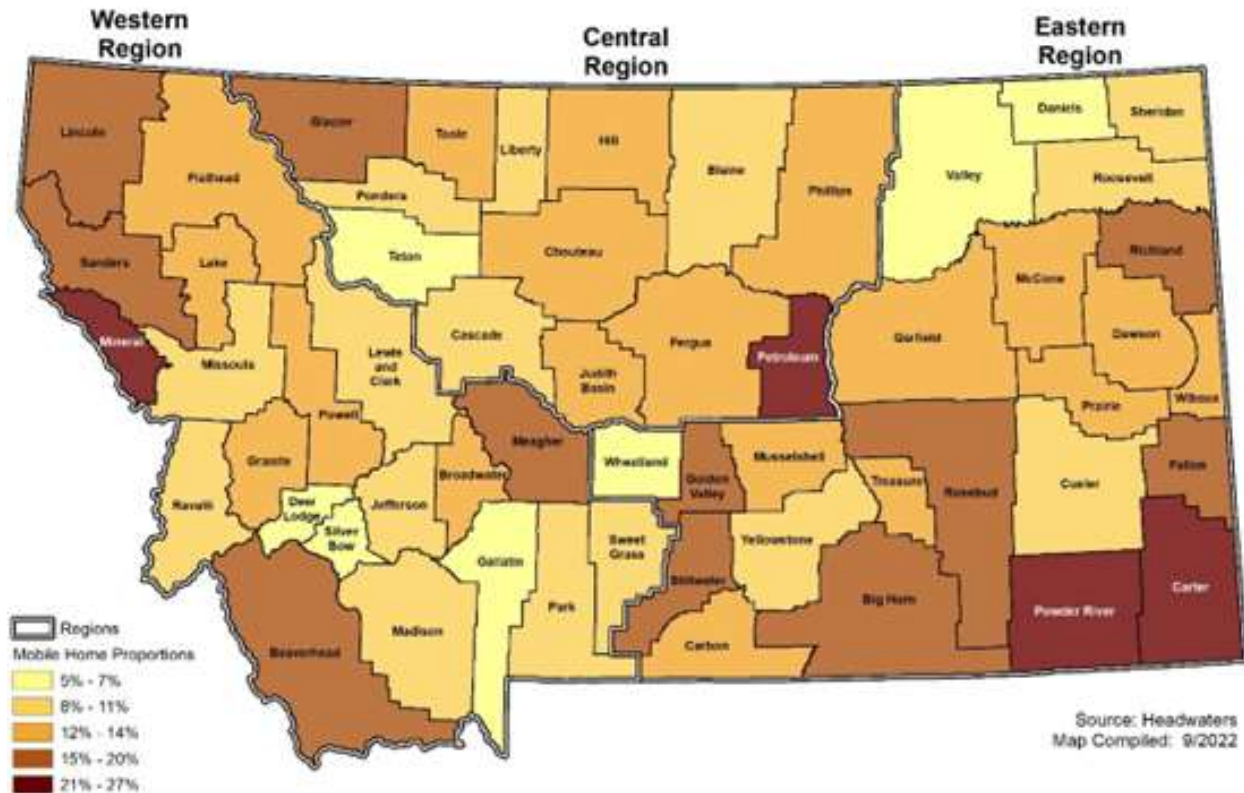 Western
Region
Central
Region
Eastern
Region
Lincoln
Flathead
Glacier
Toole
Liberty
Hill
Blaine
Phillips
Valley
Daniels
Sheridan
Roosevelt
Pondera
Teton
Chouteau
Sanders
Lake
Richland
McCone
Mineral
Missoula
Lewis
and
Clark
Cascade
Judith
Basin
Fergus
Petroleum
Garfield
Dawson
Prairie
Wibaux
Powell
Granite
Meagher
Broadwater
Wheatland
Golden
Valley
Musselshell
Treasure
Rosebud
Custer
Fallon
Ravalli
Deer
Lodge
Silver
Bow
Jefferson
Gallatin
Sweet
Grass
Park
Stillwater
Yellowstone
Big Horn
Powder River
Carter
Beaverhead
Madison
Carbon
Regions
Mobile Home Proportions
5% - 7%
8% - 11%
12% - 14%
15% - 20%
21% - 27%
Source: Headwaters
Map Compiled: 9/2022